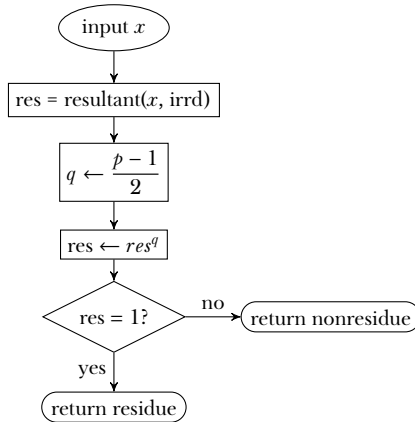 input x
res = resultant(x, irrd)
q ← (p − 1)/2
res ← res^q
res = 1?
no
return nonresidue
yes
return residue